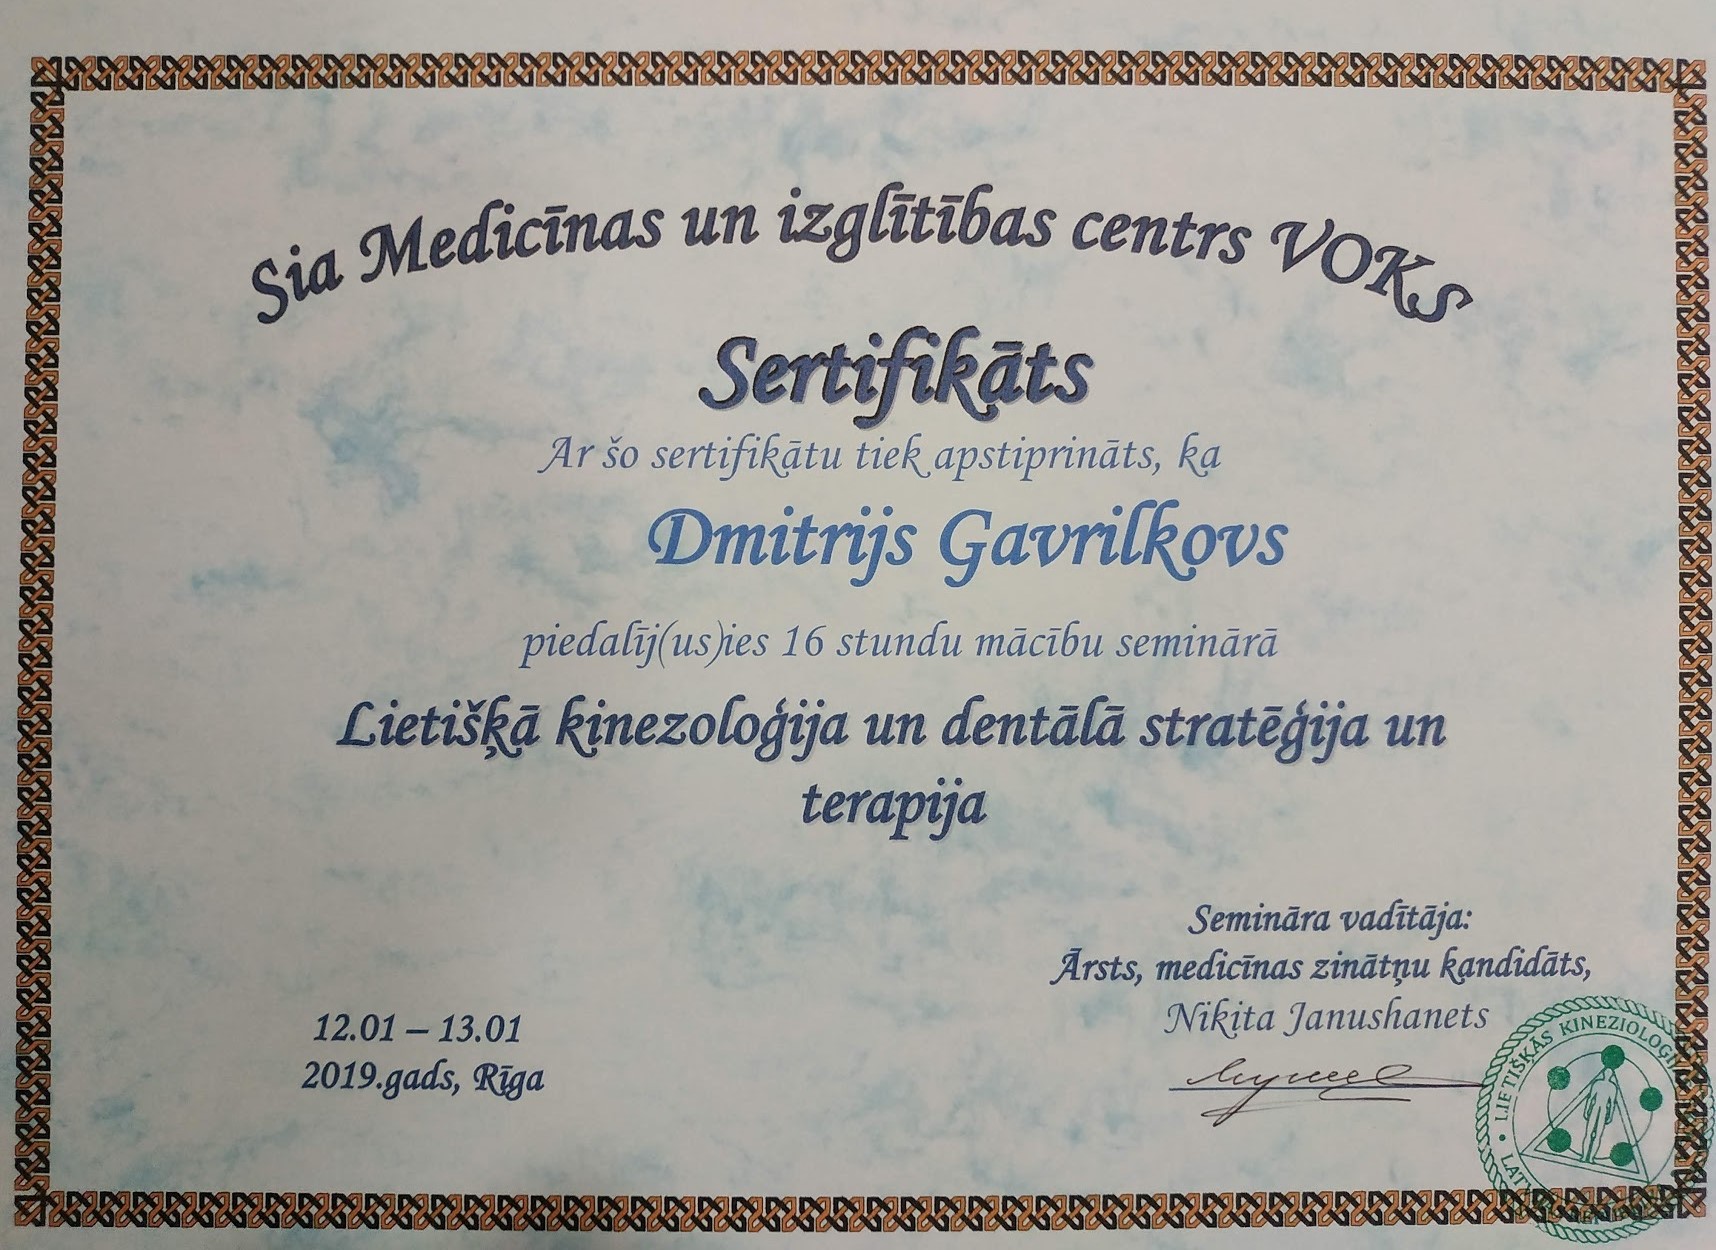 Sia Medicīnas un izglītības centrs VOKS
Sertifikāts
Ar šo sertifikātu tiek apstiprināts, ka
Dmitrijs Gavrilkovs
piedalīj(us)ies 16 stundu mācību seminārā
Lietišķā kinezoloģija un dentālā stratēģija un
terapija
Semināra vadītāja:
Ārsts, medicīnas zinātņu kandidāts,
Nikita Janushanets
12.01 – 13.01
2019.gads, Rīga
LIETIŠĶĀS